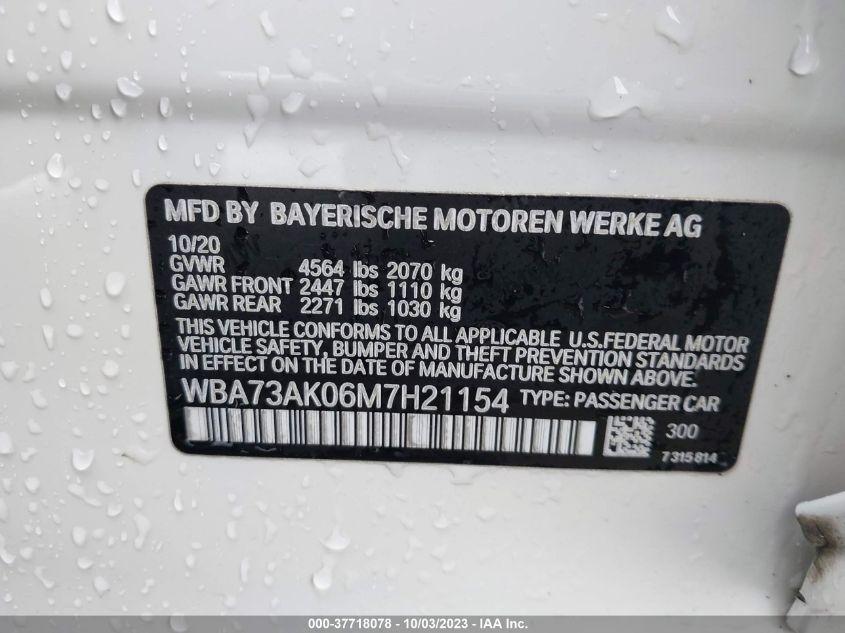 MFD BY BAYERISCHE MOTOREN WERKE AG
10/20
GVWR 4564 lbs 2070 kg
GAWR FRONT 2447 lbs 1110 kg
GAWR REAR 2271 lbs 1030 kg
THIS VEHICLE CONFORMS TO ALL APPLICABLE U.S.FEDERAL MOTOR
VEHICLE SAFETY, BUMPER AND THEFT PREVENTION STANDARDS
IN EFFECT ON THE DATE OF MANUFACTURE SHOWN ABOVE.
WBA73AK06M7H21154 TYPE: PASSENGER CAR
300
7315814
000-37718078 - 10/03/2023 - IAA Inc.